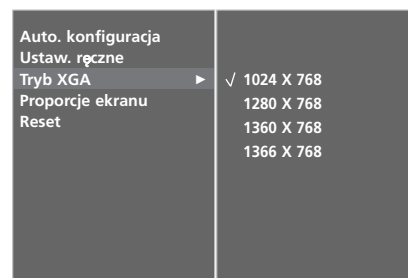 Auto. konfiguracja
Ustaw. ręczne
Tryb XGA ►
Proporcje ekranu
Reset
√ 1024 X 768
1280 X 768
1360 X 768
1366 X 768